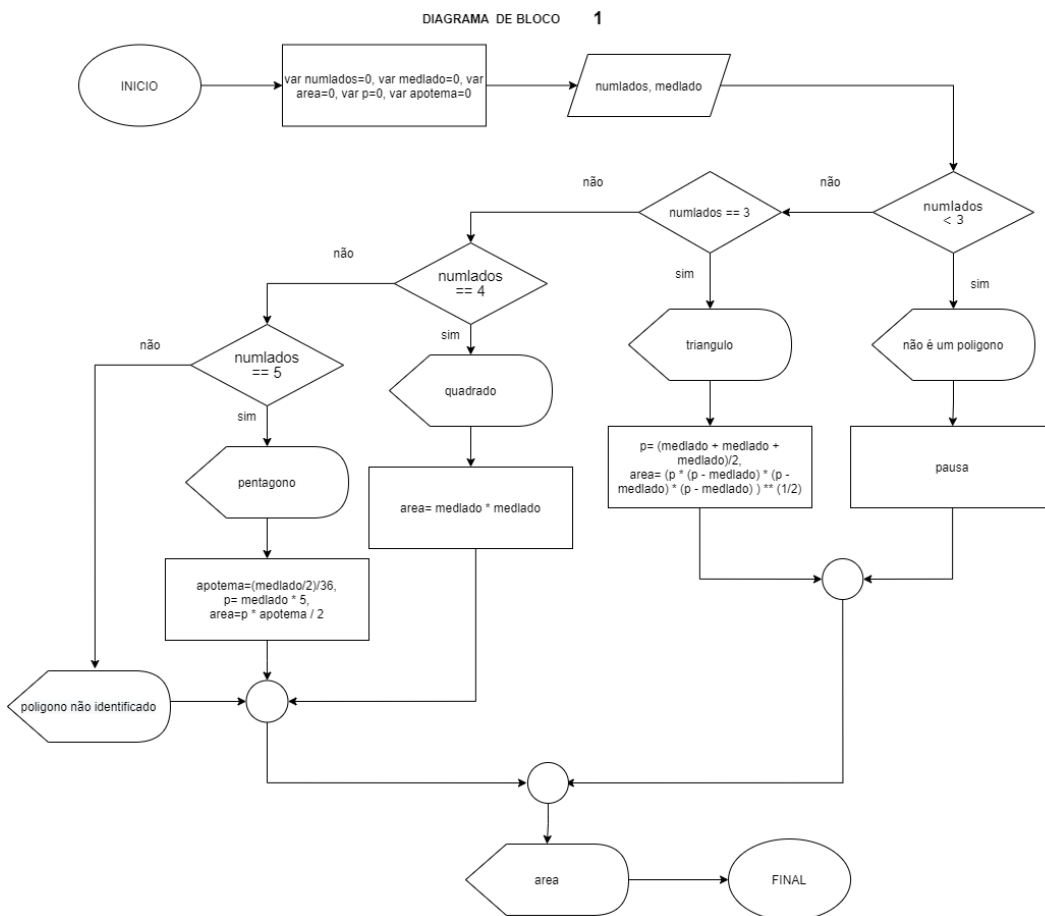 DIAGRAMA DE BLOCO 1
INICIO
var numlados=0, var medlado=0, var
area=0, var p=0, var apotema=0
numlados, medlado
não
não
não
numlados
< 3
numlados == 3
não
numlados
== 4
sim
sim
não
numlados
== 5
sim
triangulo
não é um poligono
quadrado
sim
p= (medlado + medlado +
medlado)/2,
area= (p * (p - medlado) * (p -
medlado) * (p - medlado) ) ** (1/2)
pausa
pentagono
area= medlado * medlado
apotema=(medlado/2)/36,
p= medlado * 5,
area=p * apotema / 2
poligono não identificado
area
FINAL